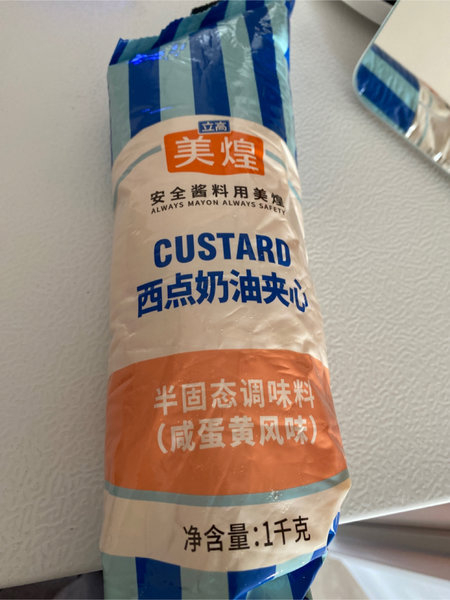 立高
美煌
安全酱料用美煌
ALWAYS MAYON ALWAYS SAFETY
CUSTARD
西点奶油夹心
半固态调味料
(咸蛋黄风味)
净含量:1千克